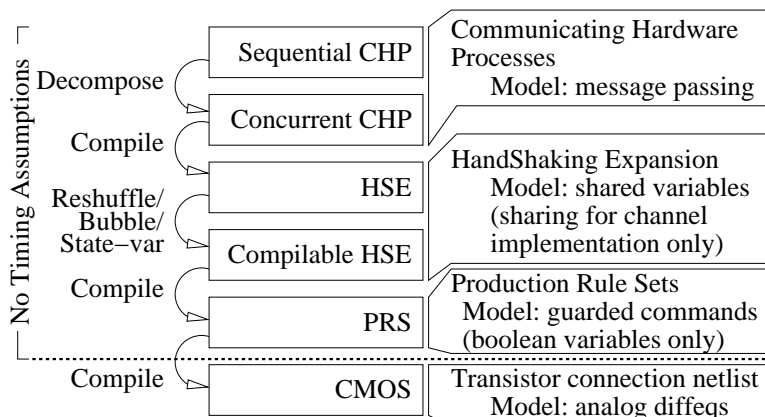 No Timing Assumptions
Sequential CHP
Decompose
Concurrent CHP
Compile
HSE
Reshuffle/
Bubble/
State−var
Compilable HSE
Compile
PRS
Compile
CMOS
Communicating Hardware
Processes
Model: message passing
HandShaking Expansion
Model: shared variables
(sharing for channel
implementation only)
Production Rule Sets
Model: guarded commands
(boolean variables only)
Transistor connection netlist
Model: analog diffeqs